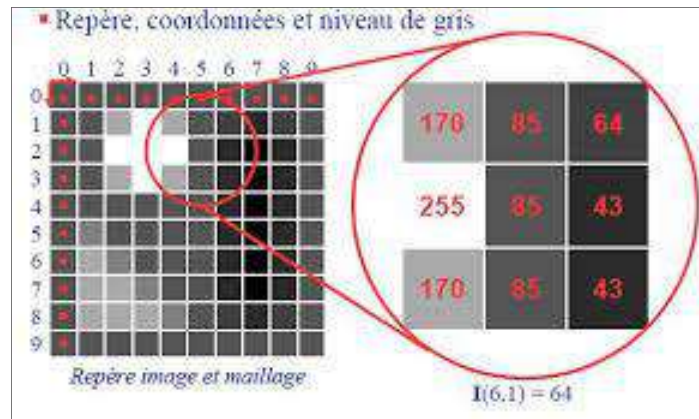 Repère, coordonnées et niveau de gris
0 1 2 3 4 5 6 7 8 9
0
1
2
3
4
5
6
7
8
9
170 85 64
255 85 43
170 85 43
Repère image et maillage
I(6,1) = 64